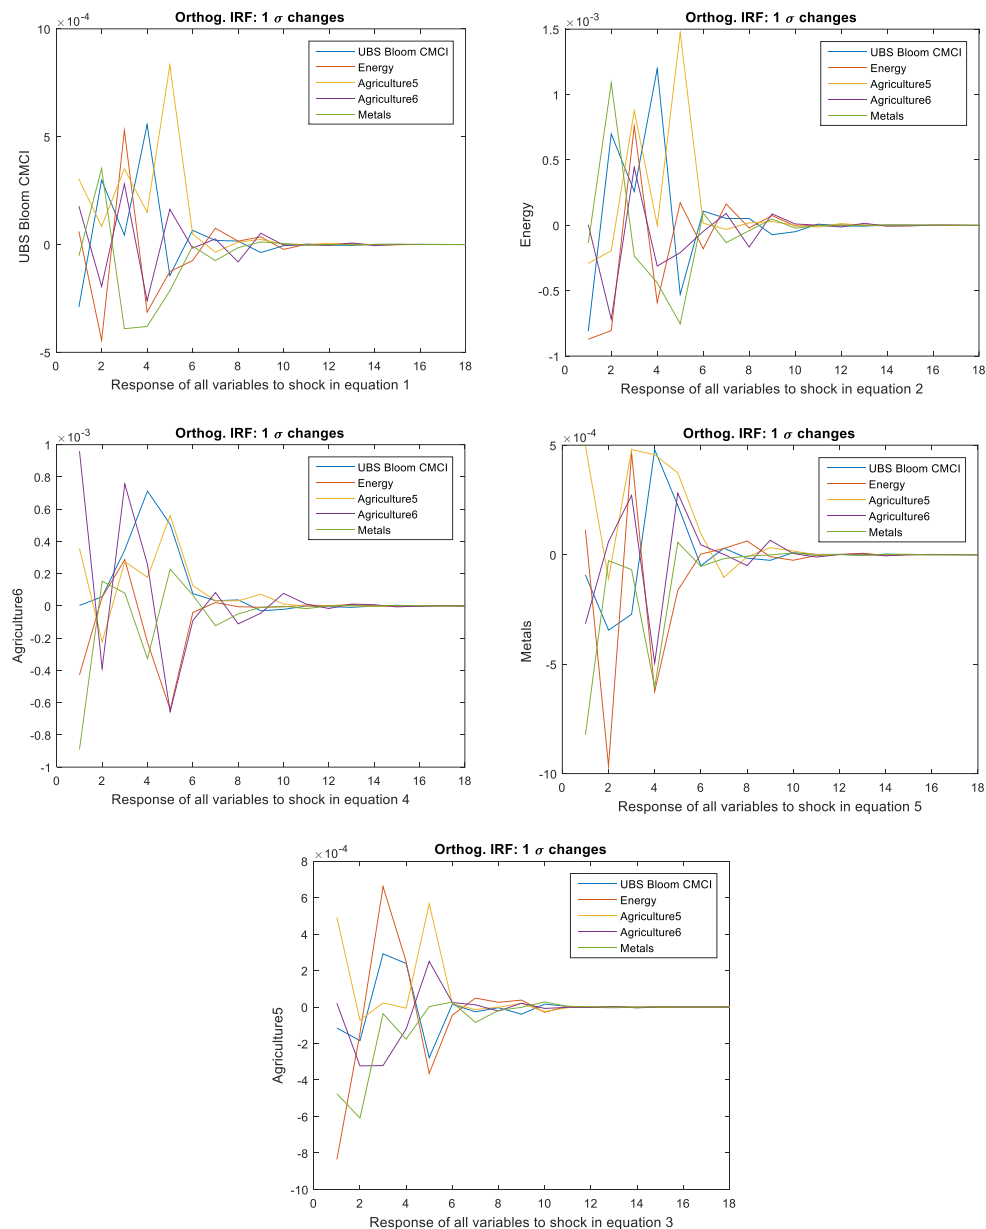 Orthog. IRF: 1 σ changes
×10-4
10
5
0
-5
UBS Bloom CMCI
UBS Bloom CMCI
Energy
Agriculture5
Agriculture6
Metals
0 2 4 6 8 10 12 14 16 18
Response of all variables to shock in equation 1
Orthog. IRF: 1 σ changes
×10-3
1.5
1
0.5
0
-0.5
-1
Energy
UBS Bloom CMCI
Energy
Agriculture5
Agriculture6
Metals
0 2 4 6 8 10 12 14 16 18
Response of all variables to shock in equation 2
Orthog. IRF: 1 σ changes
×10-3
1
0.8
0.6
0.4
0.2
0
-0.2
-0.4
-0.6
-0.8
-1
Agriculture6
UBS Bloom CMCI
Energy
Agriculture5
Agriculture6
Metals
0 2 4 6 8 10 12 14 16 18
Response of all variables to shock in equation 4
Orthog. IRF: 1 σ changes
×10-4
5
0
-5
-10
Metals
UBS Bloom CMCI
Energy
Agriculture5
Agriculture6
Metals
0 2 4 6 8 10 12 14 16 18
Response of all variables to shock in equation 5
Orthog. IRF: 1 σ changes
×10-4
8
6
4
2
0
-2
-4
-6
-8
-10
Agriculture5
UBS Bloom CMCI
Energy
Agriculture5
Agriculture6
Metals
0 2 4 6 8 10 12 14 16 18
Response of all variables to shock in equation 3